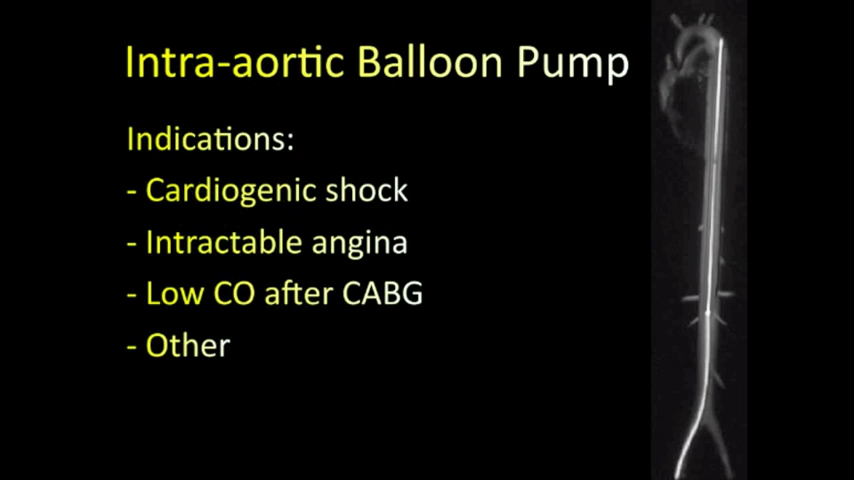 Intra-aortic Balloon Pump
Indications:
- Cardiogenic shock
- Intractable angina
- Low CO after CABG
- Other